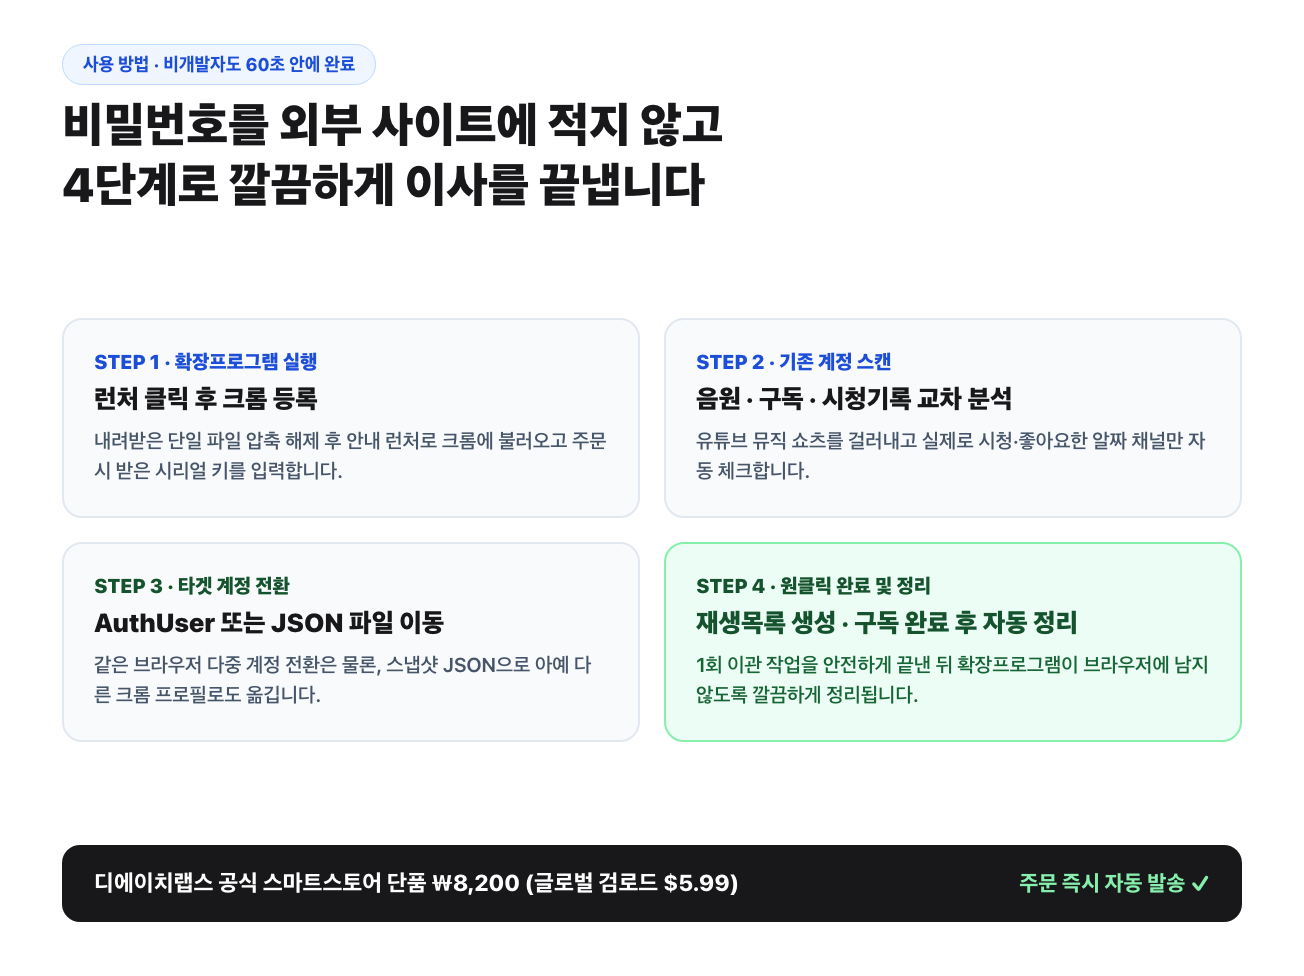 사용 방법 · 비개발자도 60초 안에 완료
비밀번호를 외부 사이트에 적지 않고
4단계로 깔끔하게 이사를 끝냅니다
STEP 1 · 확장프로그램 실행
런처 클릭 후 크롬 등록
내려받은 단일 파일 압축 해제 후 안내 런처로 크롬에 불러오고 주문
시 받은 시리얼 키를 입력합니다.
STEP 2 · 기존 계정 스캔
음원 · 구독 · 시청기록 교차 분석
유튜브 뮤직 쇼츠를 걸러내고 실제로 시청·좋아요한 알짜 채널만 자
동 체크합니다.
STEP 3 · 타겟 계정 전환
AuthUser 또는 JSON 파일 이동
같은 브라우저 다중 계정 전환은 물론, 스냅샷 JSON으로 아예 다
른 크롬 프로필로도 옮깁니다.
STEP 4 · 원클릭 완료 및 정리
재생목록 생성 · 구독 완료 후 자동 정리
1회 이관 작업을 안전하게 끝낸 뒤 확장프로그램이 브라우저에 남지
않도록 깔끔하게 정리됩니다.
디에이치랩스 공식 스마트스토어 단품 ₩8,200 (글로벌 검로드 $5.99)
주문 즉시 자동 발송 ✓